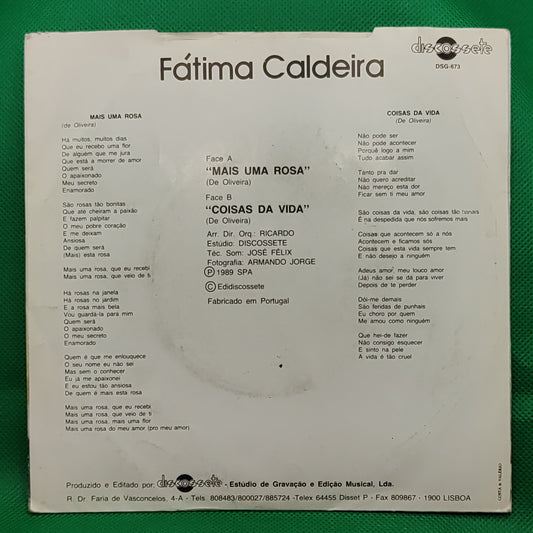 discossete
DSG-673
Fátima Caldeira
MAIS UMA ROSA
(de Oliveira)
Há muitos, muitos dias
Que eu recebo uma flor
De alguém que me jura
Que está a morrer de amor
Quem será
O apaixonado
Meu secreto
Enamorado
São rosas tão bonitas
Que até cheiram a paixão
E fazem palpitar
O meu pobre coração
E me deixam
Ansiosa
De quem será
(Mais) esta rosa
Mais uma rosa, que eu recebi
Mais uma rosa, que veio de ti
Há rosas na janela
Há rosas no jardim
E a rosa mais bela
Vou guardá-la para mim
Quem será
O apaixonado
O meu secreto
Enamorado
Quem é que me enlouquece
O seu nome eu não sei
Mas sem o conhecer
Eu já me apaixonei
E eu estou tão ansiosa
De quem é mais esta rosa
Mais uma rosa, que eu recebi
Mais uma rosa, que veio de ti
Mais uma rosa, mais uma flor
Mais uma rosa do meu amor (pro meu amor)
Face A
"MAIS UMA ROSA"
(De Oliveira)
Face B
"COISAS DA VIDA"
(De Oliveira)
Arr. Dir. Orq.: RICARDO
Estúdio: DISCOSSETE
Téc. Som: JOSÉ FÉLIX
Fotografia: ARMANDO JORGE
Ⓟ 1989 SPA
© Edidiscossete
Fabricado em Portugal
COISAS DA VIDA
(De Oliveira)
Não pode ser
Não pode acontecer
Porquê logo a mim
Tudo acabar assim
Tanto pra dar
Não quero acreditar
Não mereço esta dor
Ficar sem ti meu amor
São coisas da vida, são coisas tão banais
E na despedida que nós sofremos mais
Coisas que acontecem só a nós
Acontecem e ficamos sós
Coisas que esta vida sempre tem
E não desejo a ninguém
Adeus amor, meu louco amor
(Já) não sei se dá para viver
Depois de te perder
Dói-me demais
São feridas de punhais
Eu choro por quem
Me amou como ninguém
Que hei-de fazer
Não consigo esquecer
E sinto na pele
A vida é tão cruel
Produzido e Editado por: discossete - Estúdio de Gravação e Edição Musical, Lda.
R. Dr. Faria de Vasconcelos, 4-A - Tels. 808483/800027/885724 - Telex 64455 Disset P - Fax 809867 - 1900 LISBOA
COSTA & VALÉRIO